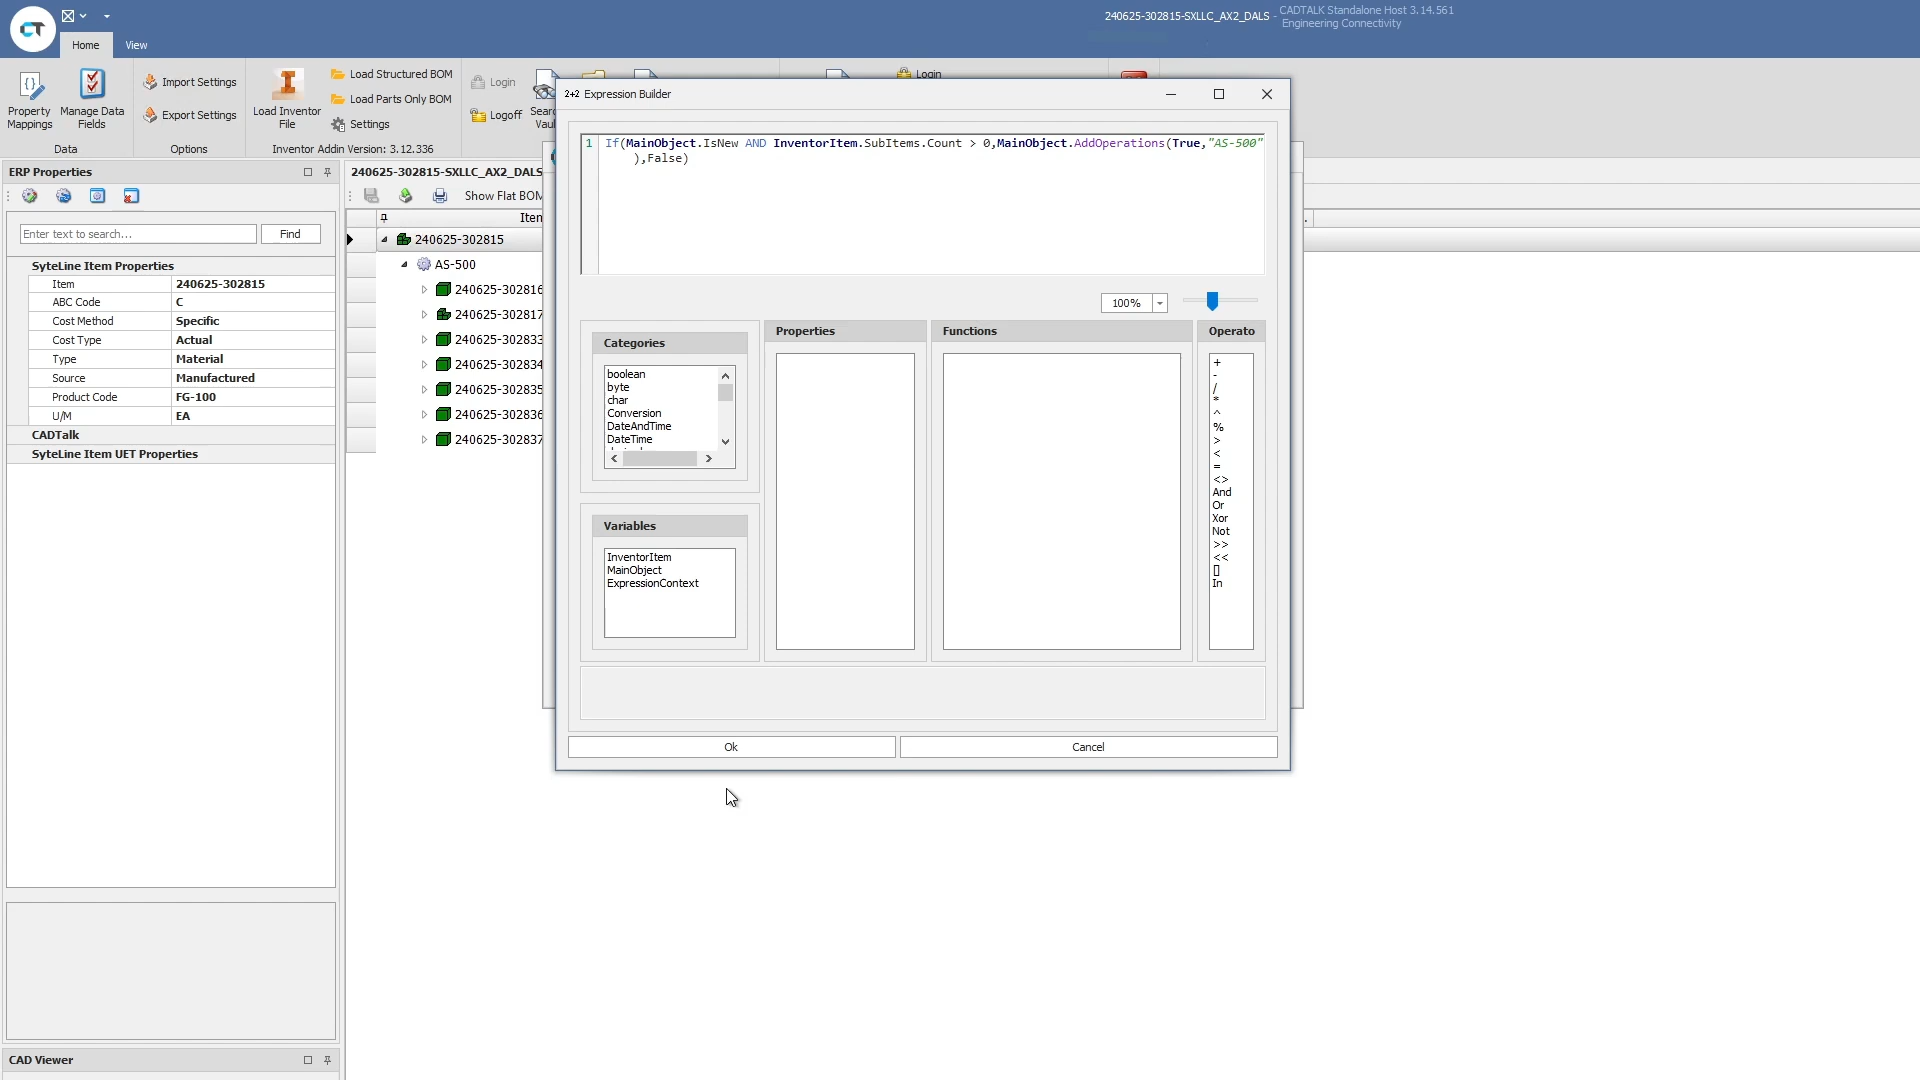 CT
240625-302815-SXLLC_AX2_DALS - CADTALK Standalone Host 3.14.561
Engineering Connectivity
Home
View
Property
Mappings
Manage Data
Fields
Data
Import Settings
Export Settings
Options
Load Inventor
File
Load Structured BOM
Load Parts Only BOM
Settings
Inventor Addin Version: 3.12.336
Login
Logoff
Login
2+2 Expression Builder
1 If(MainObject.IsNew AND InventorItem.SubItems.Count > 0,MainObject.AddOperations(True,"AS-500"
),False)
100%
Categories
boolean
byte
char
Conversion
DateAndTime
DateTime
Variables
InventorItem
MainObject
ExpressionContext
Properties
Functions
Operato
+
-
/
*
^
%
>
<
=
<>
And
Or
Xor
Not
>>
<<
[]
In
Ok
Cancel
ERP Properties
Enter text to search...
Find
SyteLine Item Properties
Item 240625-302815
ABC Code C
Cost Method Specific
Cost Type Actual
Type Material
Source Manufactured
Product Code FG-100
U/M EA
CADTalk
SyteLine Item UET Properties
CAD Viewer
240625-302815-SXLLC_AX2_DALS
Show Flat BOM
240625-302815
AS-500
240625-302816
240625-302817
240625-302833
240625-302834
240625-302835
240625-302836
240625-302837